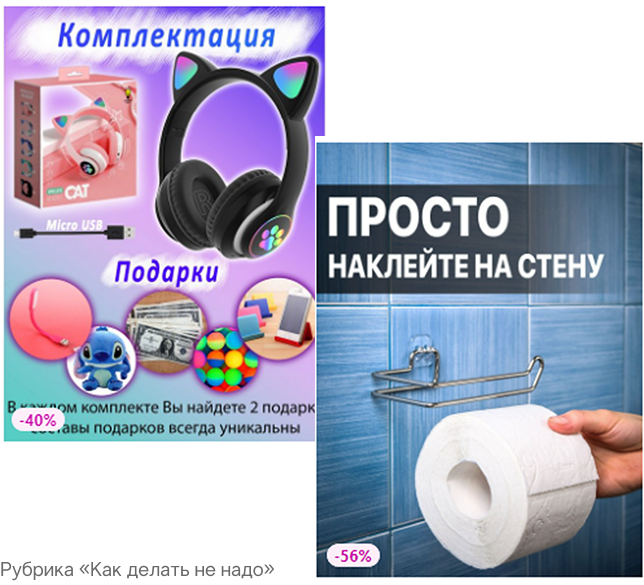 Комплектация
CAT
Micro USB
Подарки
В каждом комплекте Вы найдете 2 подарк
составы подарков всегда уникальны
-40%
ПРОСТО
НАКЛЕЙТЕ НА СТЕНУ
-56%
Рубрика «Как делать не надо»